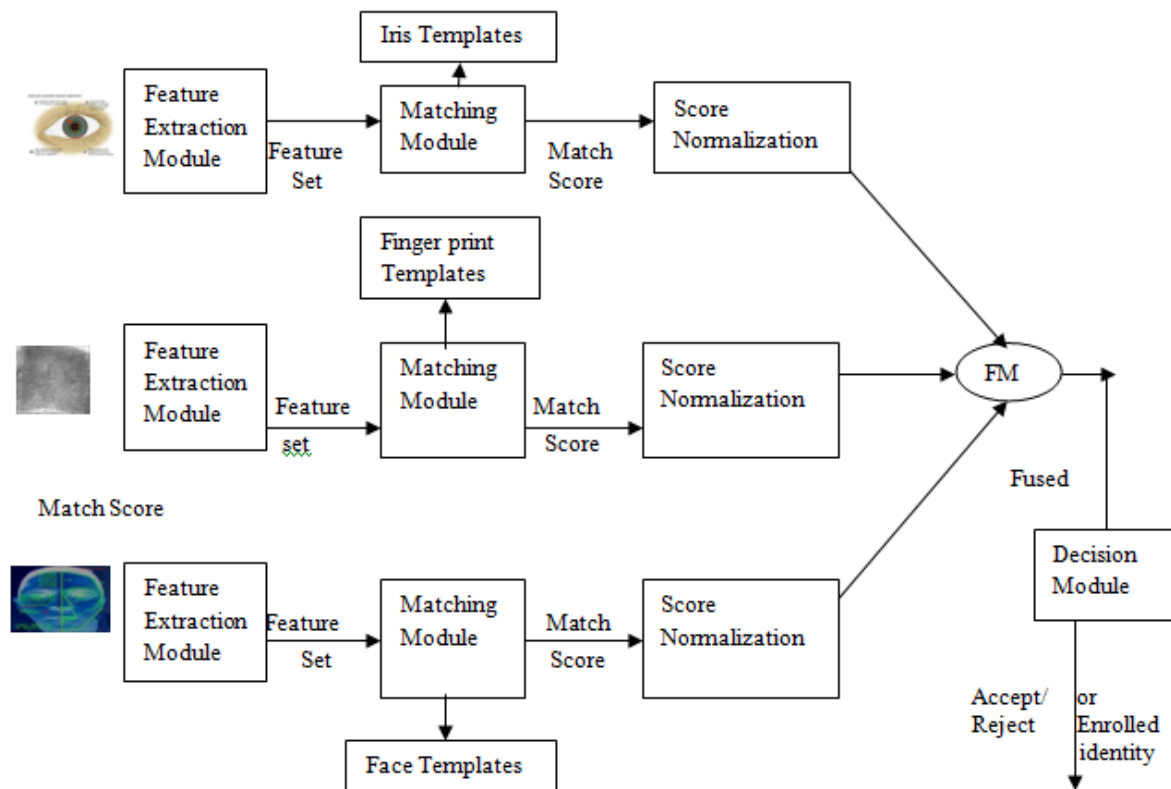 Iris Templates
Feature
Extraction
Module
Feature
Set
Matching
Module
Match
Score
Score
Normalization
Finger print
Templates
Feature
Extraction
Module
Feature
set
Matching
Module
Match
Score
Score
Normalization
FM
Fused
Match Score
Decision
Module
Feature
Extraction
Module
Feature
Set
Matching
Module
Match
Score
Score
Normalization
Face Templates
Accept/ or
Reject Enrolled
identity